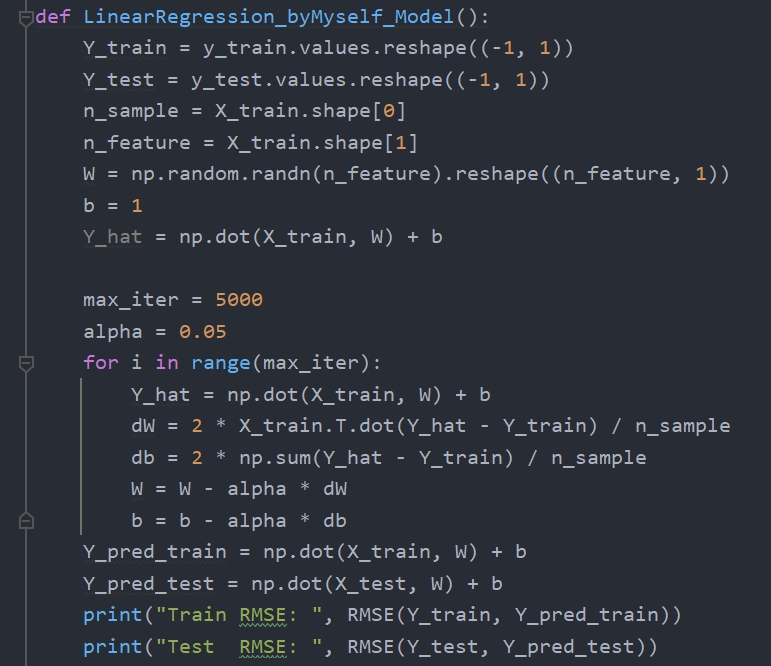 def LinearRegression_byMyself_Model():
    Y_train = y_train.values.reshape((-1, 1))
    Y_test = y_test.values.reshape((-1, 1))
    n_sample = X_train.shape[0]
    n_feature = X_train.shape[1]
    W = np.random.randn(n_feature).reshape((n_feature, 1))
    b = 1
    Y_hat = np.dot(X_train, W) + b

    max_iter = 5000
    alpha = 0.05
    for i in range(max_iter):
        Y_hat = np.dot(X_train, W) + b
        dW = 2 * X_train.T.dot(Y_hat - Y_train) / n_sample
        db = 2 * np.sum(Y_hat - Y_train) / n_sample
        W = W - alpha * dW
        b = b - alpha * db
    Y_pred_train = np.dot(X_train, W) + b
    Y_pred_test = np.dot(X_test, W) + b
    print("Train RMSE: ", RMSE(Y_train, Y_pred_train))
    print("Test  RMSE: ", RMSE(Y_test, Y_pred_test))